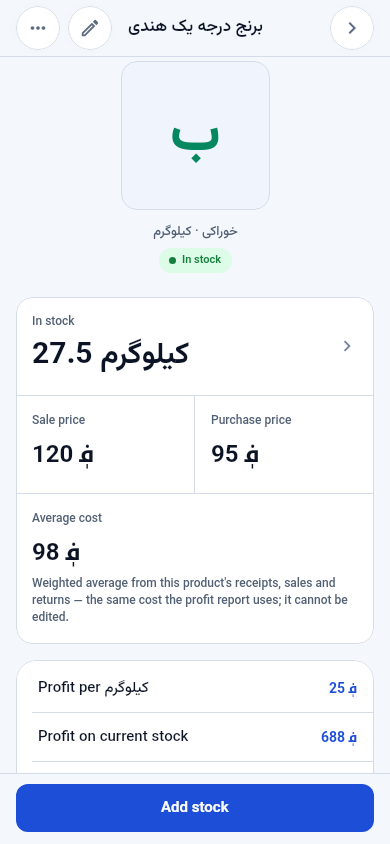 برنج درجه یک هندی
ب
خوراکی · کیلوگرم
In stock
In stock
27.5 کیلوگرم
Sale price
120 ؋
Purchase price
95 ؋
Average cost
98 ؋
Weighted average from this product's receipts, sales and
returns — the same cost the profit report uses; it cannot be
edited.
Profit per کیلوگرم
25 ؋
Profit on current stock
688 ؋
Add stock